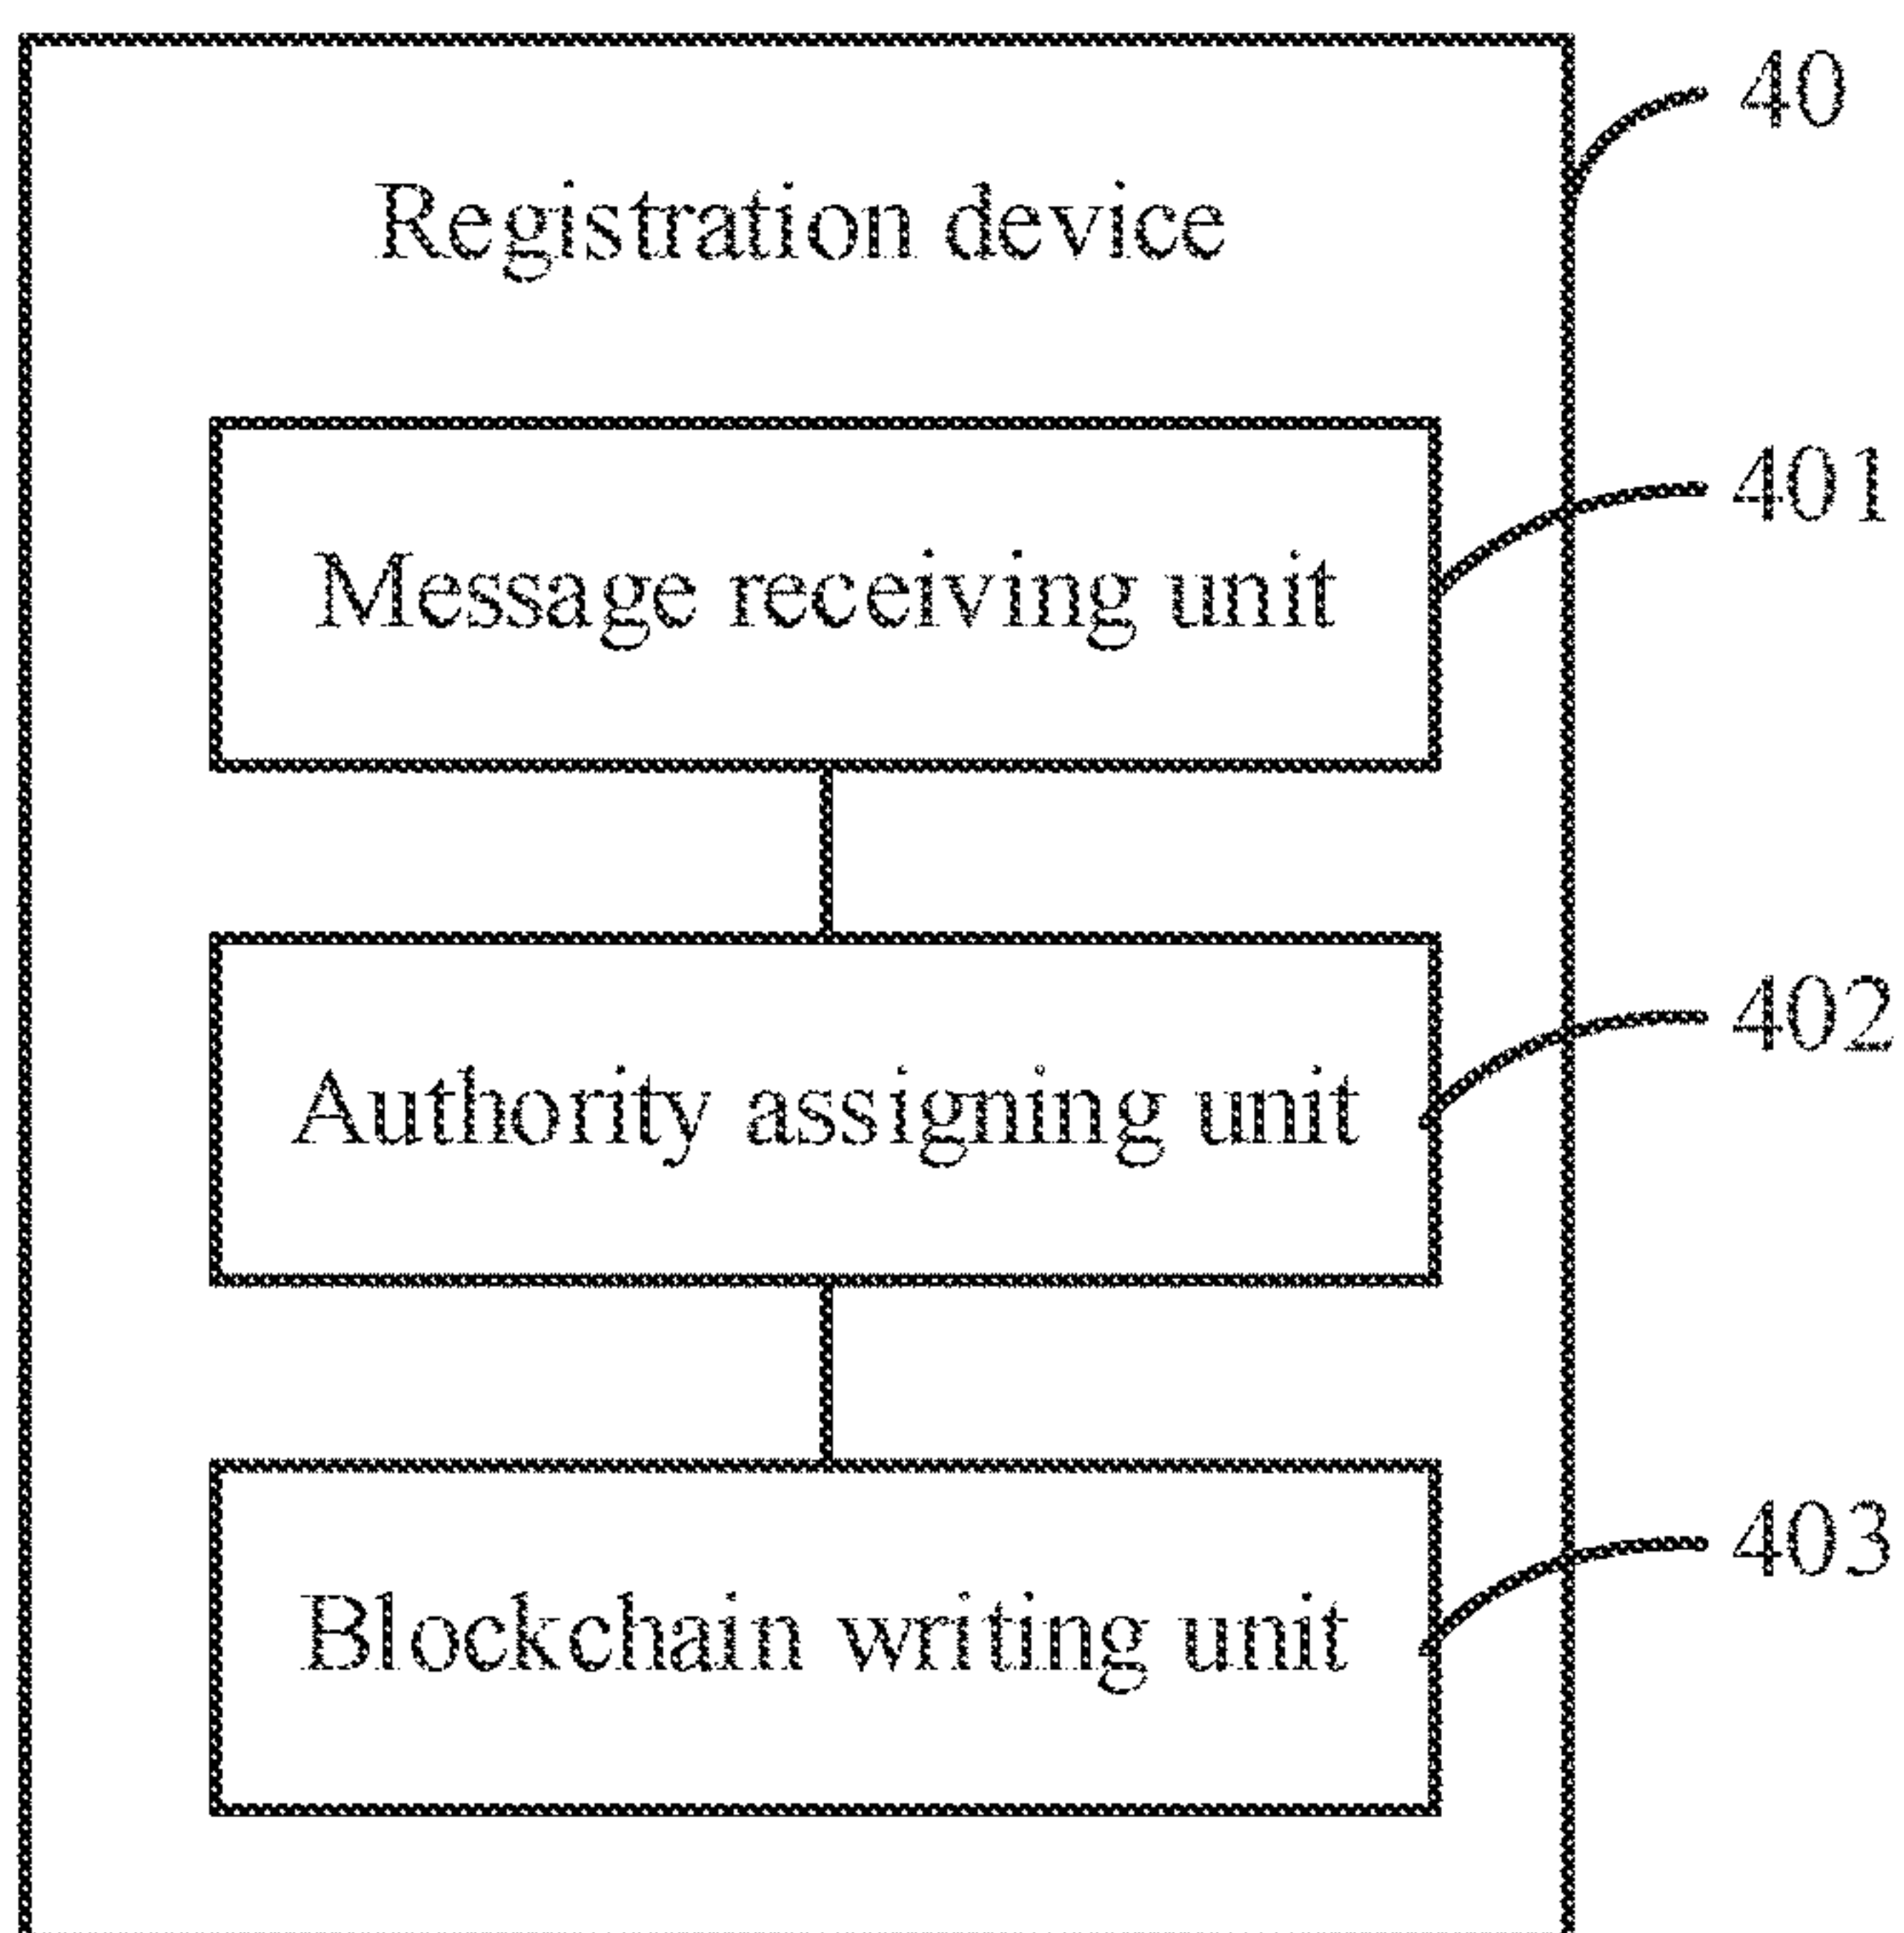 40
Registration device
401
Message receiving unit
402
Authority assigning unit
403
Blockchain writing unit